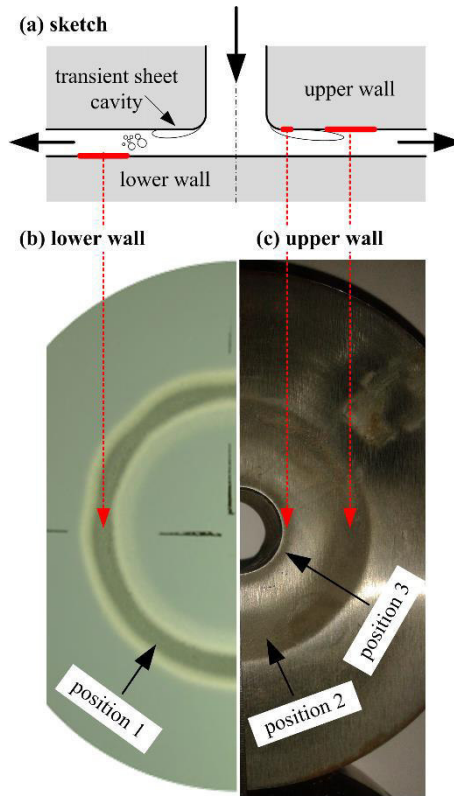 (a) sketch
transient sheet
cavity
upper wall
lower wall
(b) lower wall
(c) upper wall
position 1
position 2
position 3